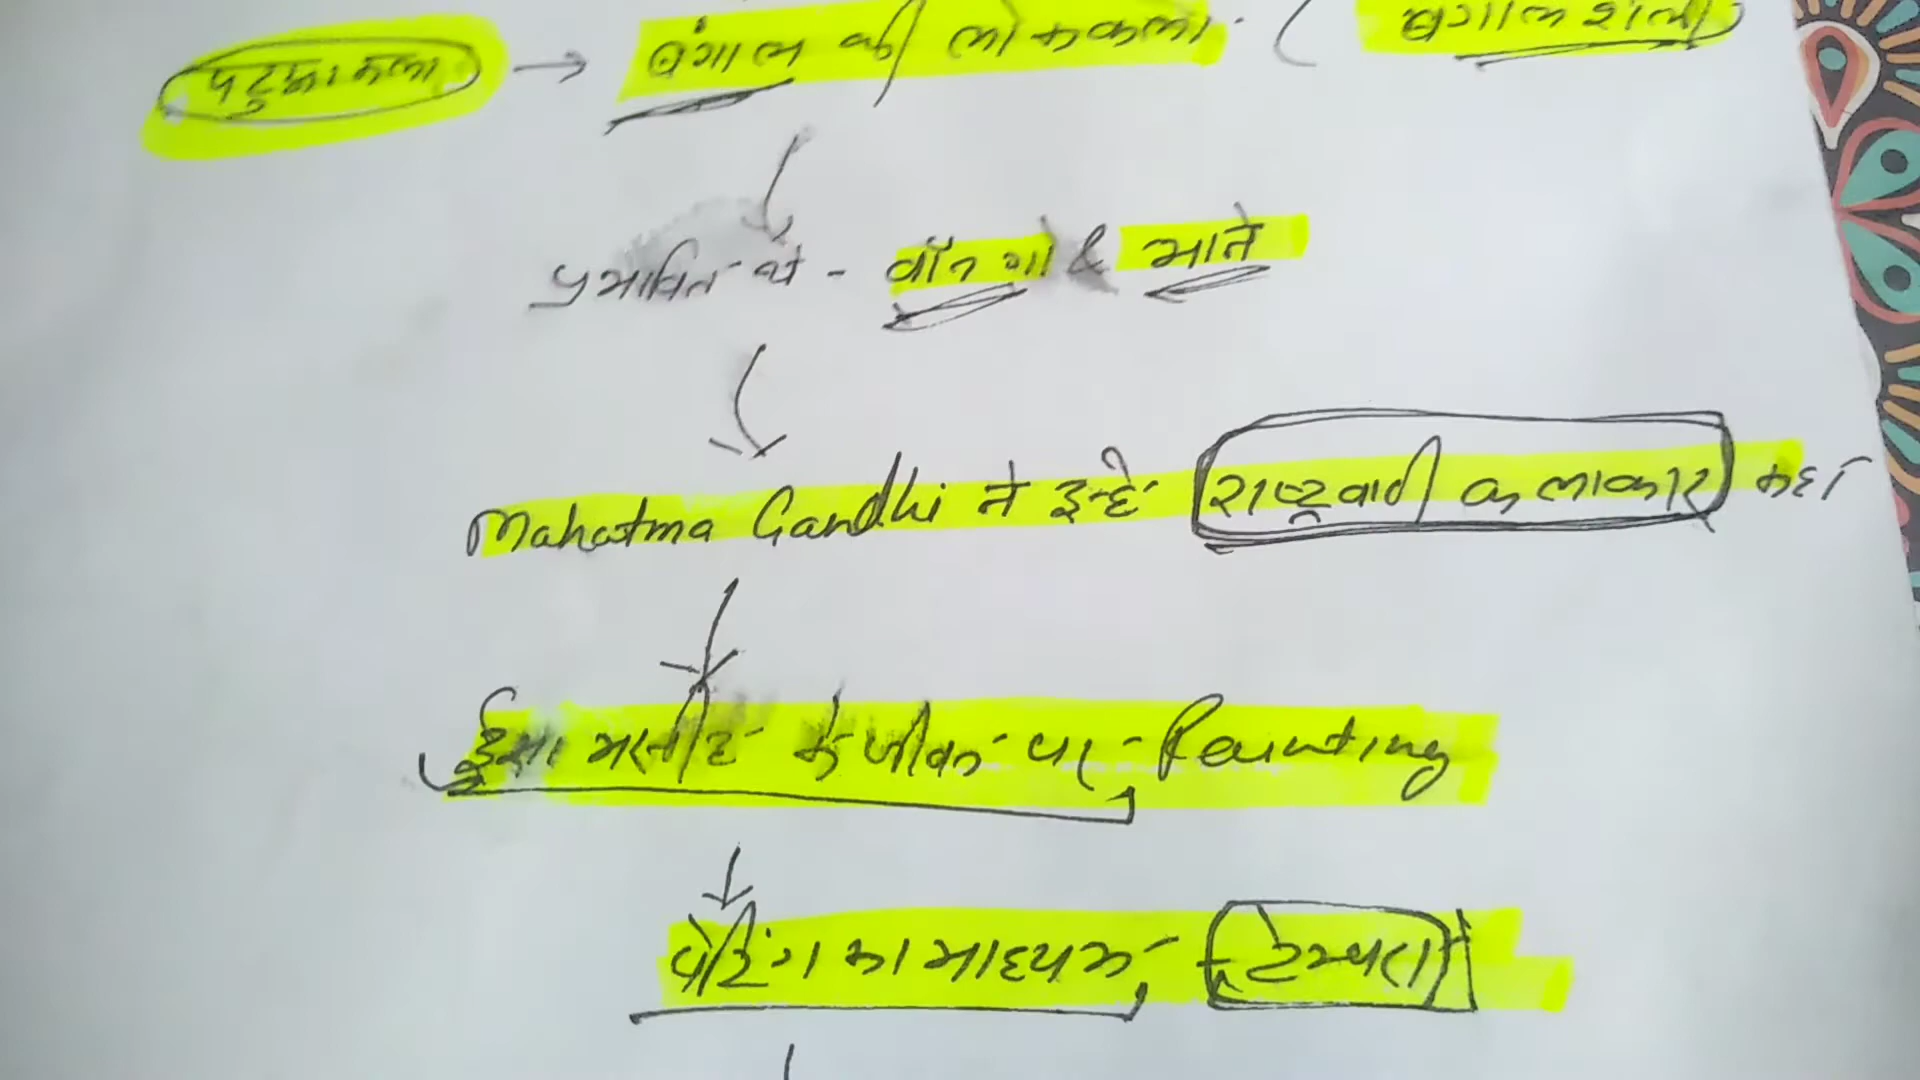 पटुआ कला → बंगाल की लोककला. ( बंगाल शैली )
प्रभावित थे - वॉन गॉ & माने
Mahatma Gandhi ने इन्हें राष्ट्रवादी कलाकार कहा
ईसा मसीह के जीवन पर - Painting
पेंटिंग का माध्यम - टेम्परा